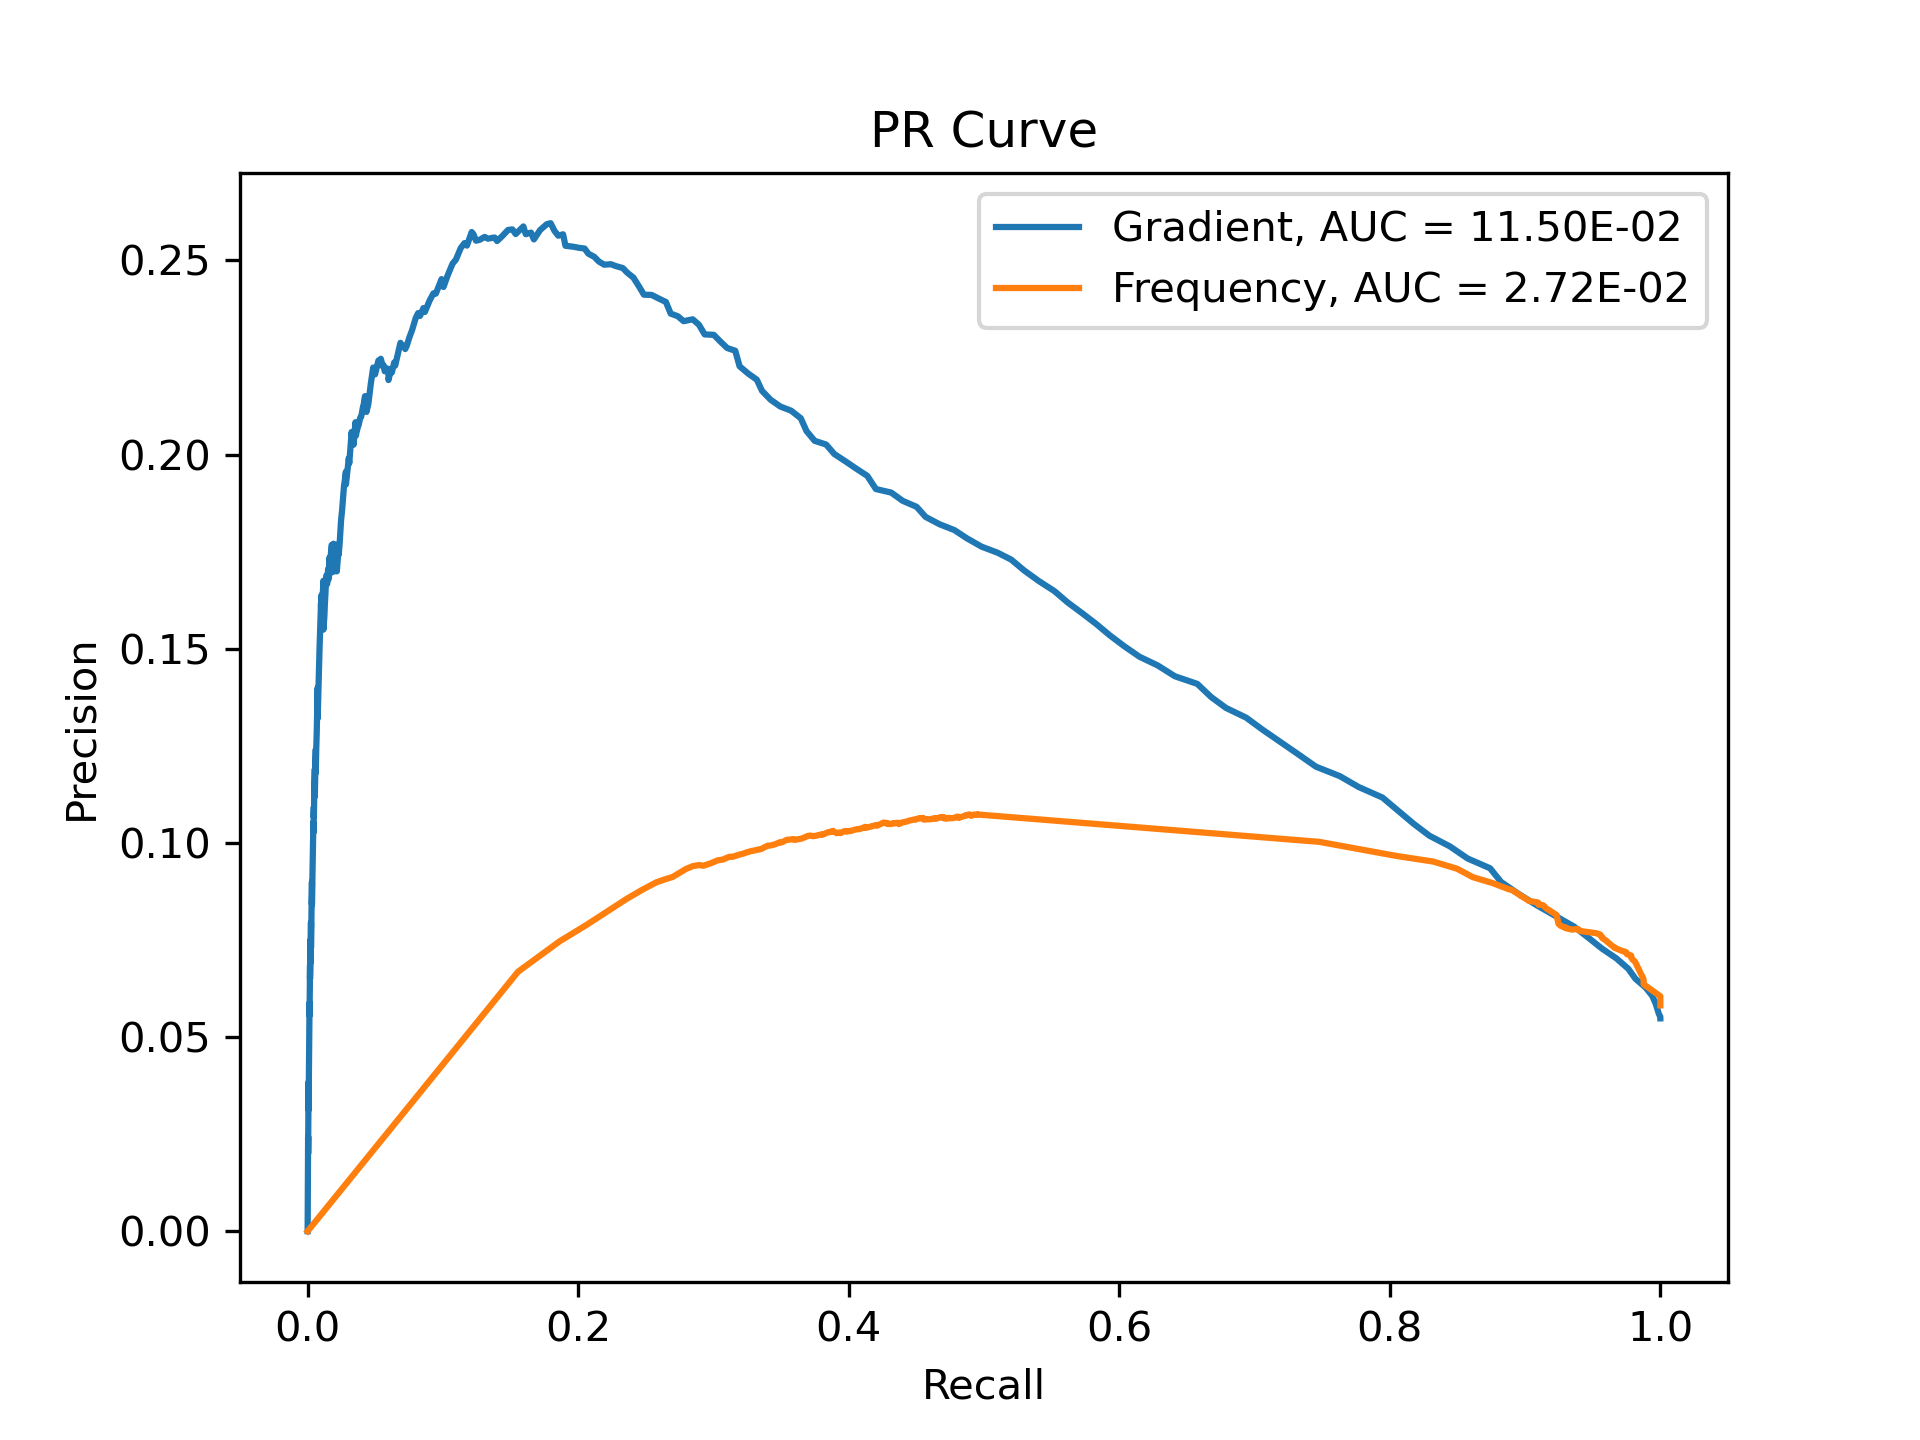 PR Curve
Gradient, AUC = 11.50E-02
Frequency, AUC = 2.72E-02
0.25
0.20
0.15
0.10
0.05
0.00
Precision
0.0 0.2 0.4 0.6 0.8 1.0
Recall